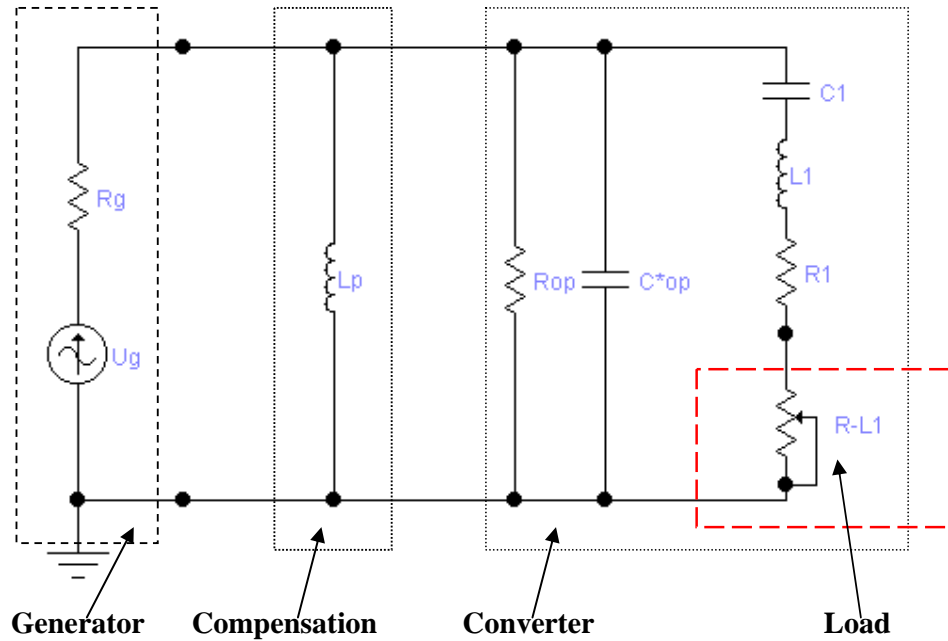 C1
Rg
L1
Lp
Rop
C*op
R1
Ug
R-L1
Generator
Compensation
Converter
Load